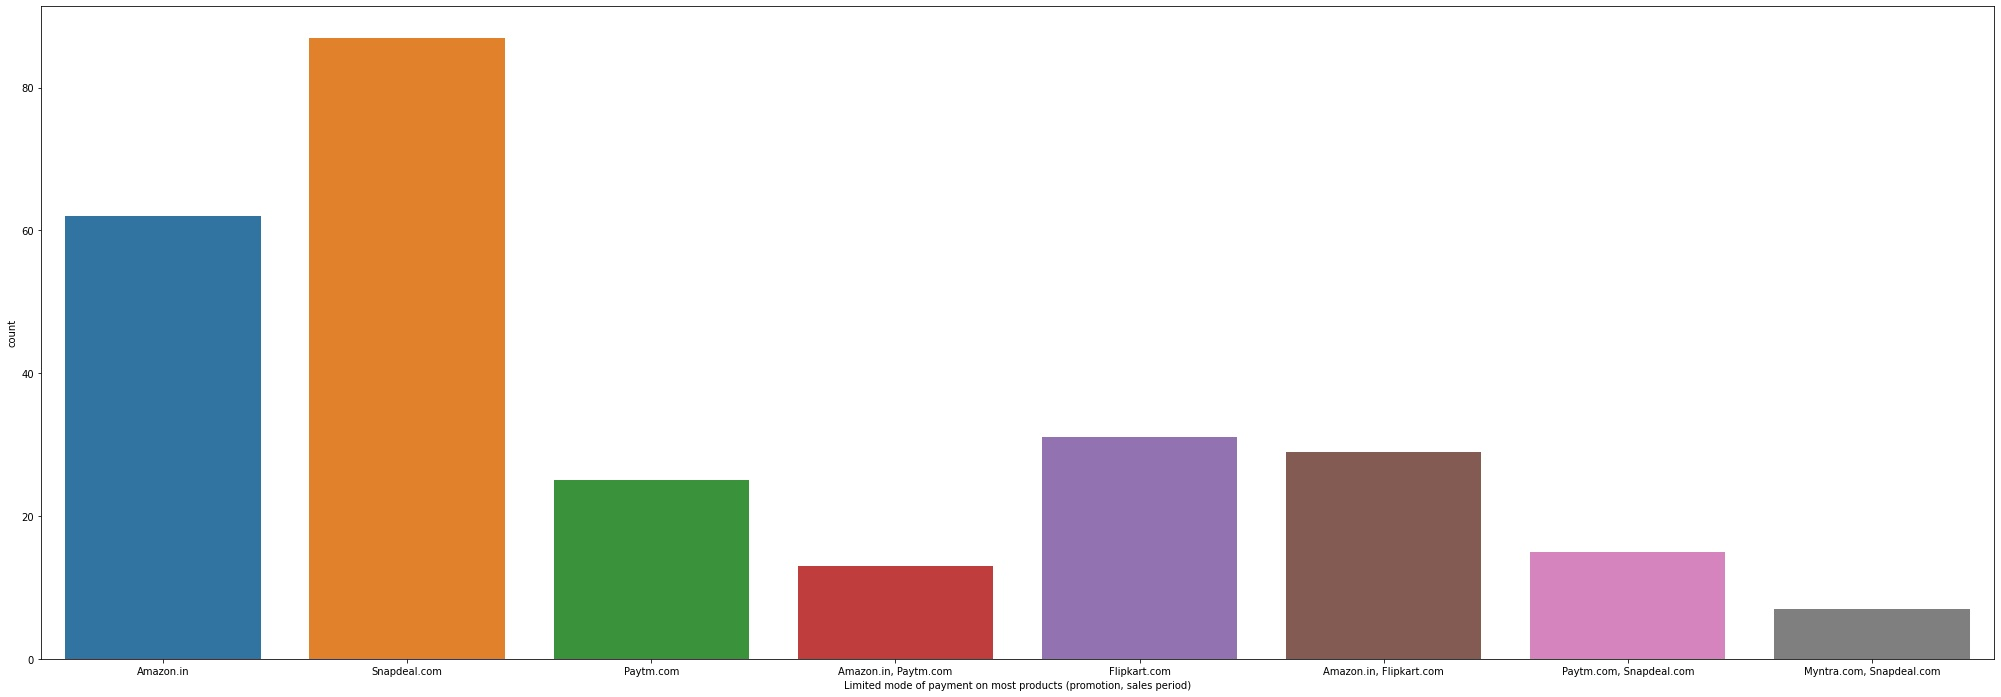 count
80
60
40
20
0
Amazon.in Snapdeal.com Paytm.com Amazon.in, Paytm.com Flipkart.com Amazon.in, Flipkart.com Paytm.com, Snapdeal.com Myntra.com, Snapdeal.com
Limited mode of payment on most products (promotion, sales period)